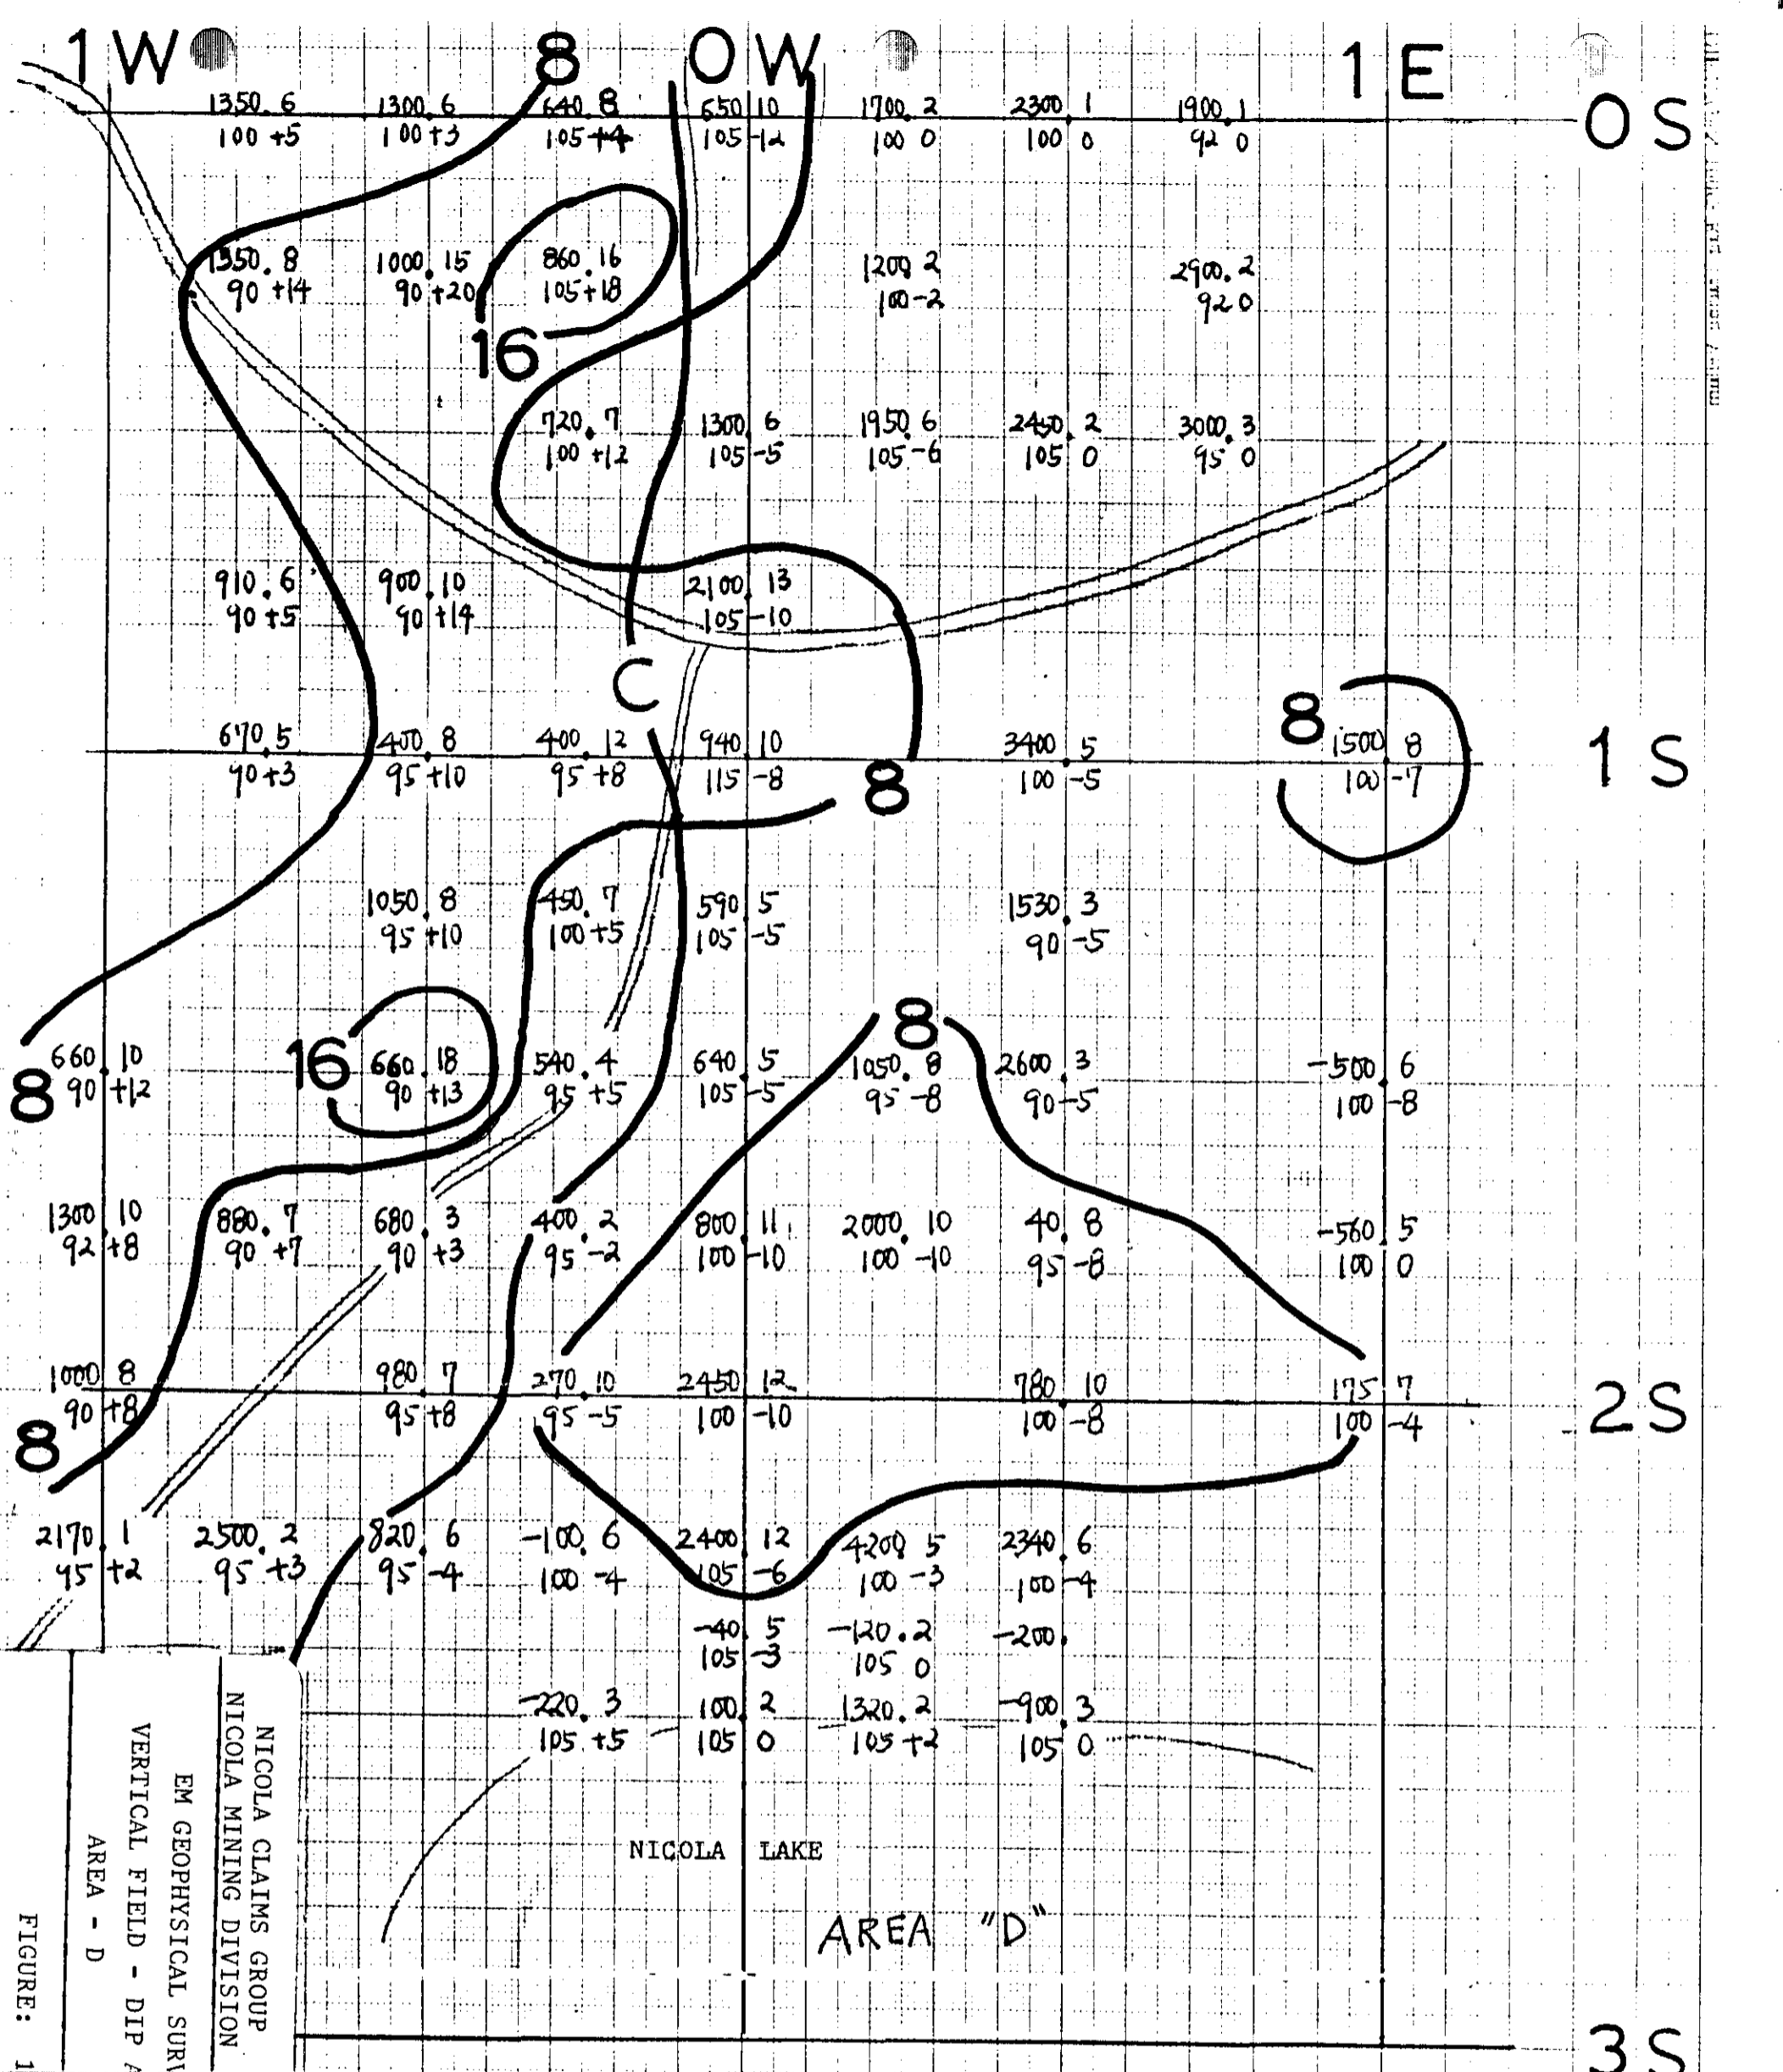 1W 8 0W 1E
1350. 6 1300. 6 640. 8 650 10 1700. 2 2300 1 1900. 1 0S
100 +5 100 +3 105 +4 105 -12 100 0 100 0 92 0
1350. 8 1000. 15 860. 16 1200 2 2900. 2
90 +14 90 +20 105 +18 100 -2 92 0
16
720. 7 1300 6 1950. 6 2450. 2 3000. 3
100 +12 105 -5 105 -6 105 0 95 0
910. 6 900. 10 2100 13
90 +5 90 +14 105 -10
C
8
670. 5 400 8 400. 12 940 10 3400 5 1500 8 1S
90 +3 95 +10 95 +8 115 -8 100 -5 100 -7
8
1050. 8 450. 7 590 5 1530 3
95 +10 100 +5 105 -5 90 -5
8
660 10 16 660. 18 540. 4 640 5 1050. 8 2600 3 -500 6
8 90 +12 90 +13 95 +5 105 -5 95 -8 90 -5 100 -8
1300 10 880. 7 680. 3 400. 2 800 11 2000. 10 40 8 -560 5
92 +8 90 +7 90 +3 95 -2 100 -10 100 -10 95 -8 100 0
1000 8 980 7 270. 10 2450 12 780 10 175 7 2S
90 +8 95 +8 95 -5 100 -10 100 -8 100 -4
8
2170 1 2500. 2 820. 6 -100. 6 2400 12 4200 5 2340 6
95 +2 95 +3 95 -4 100 -4 105 -6 100 -3 100 -4
-40 5 -120. 2 -200.
105 -3 105 0
-220. 3 100 2 1320. 2 -900 3
105 +5 105 0 105 +2 105 0
NICOLA LAKE
AREA "D"
3S
NICOLA CLAIMS GROUP
NICOLA MINING DIVISION
EM GEOPHYSICAL SURV
VERTICAL FIELD - DIP A
AREA - D
FIGURE: 1